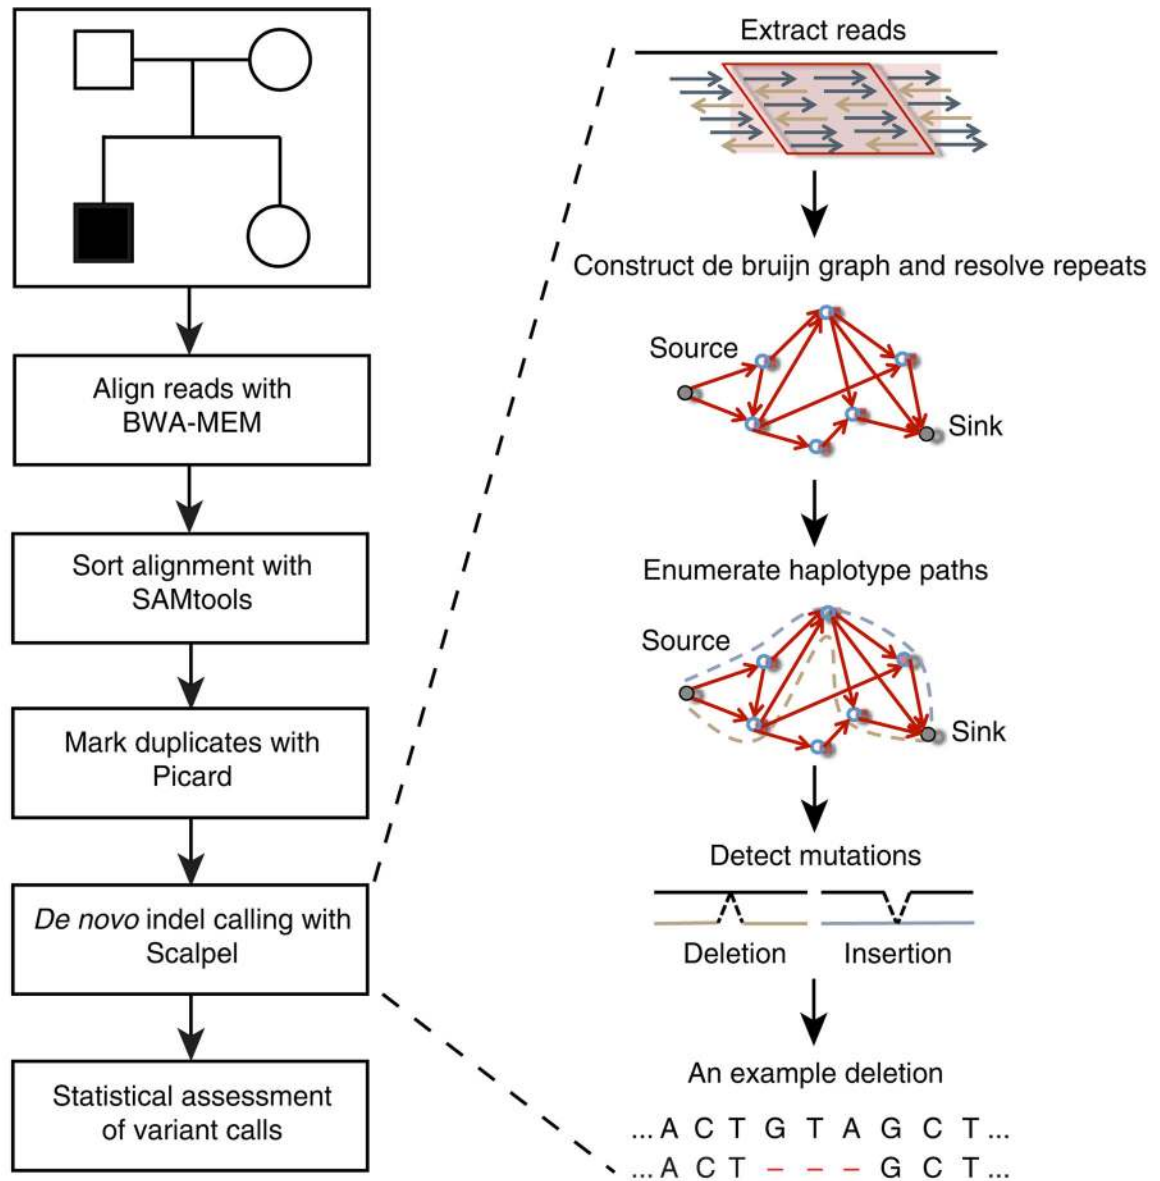 Align reads with
BWA-MEM
Sort alignment with
SAMtools
Mark duplicates with
Picard
De novo indel calling with
Scalpel
Statistical assessment
of variant calls
Extract reads
Construct de bruijn graph and resolve repeats
Source
Sink
Enumerate haplotype paths
Source
Sink
Detect mutations
Deletion
Insertion
An example deletion
... A C T G T A G C T ...
... A C T – – – G C T ...